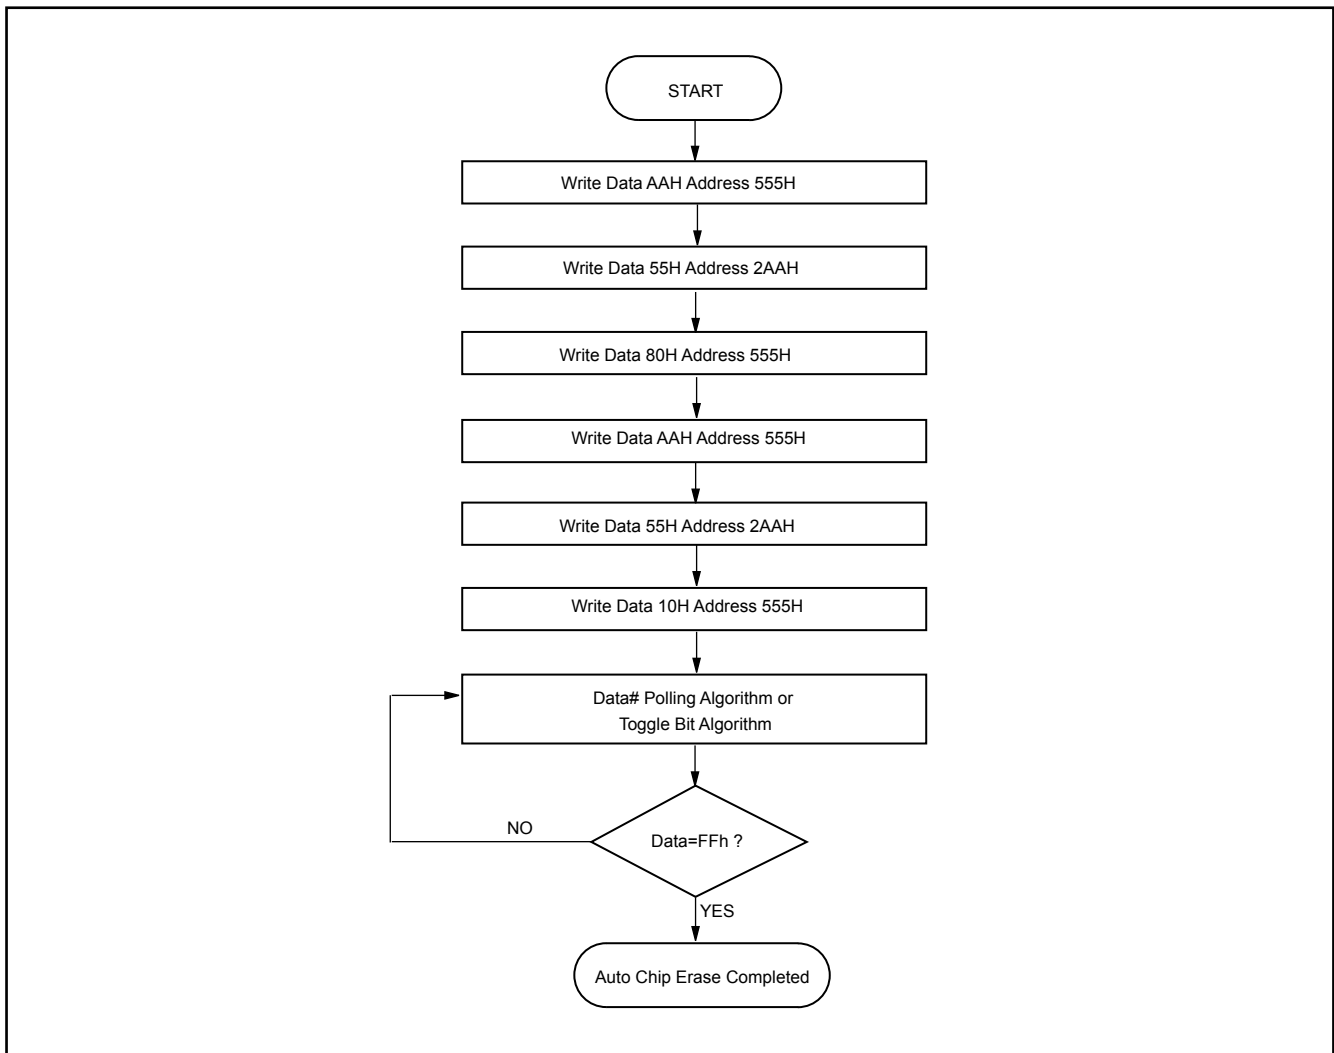 START
Write Data AAH Address 555H
Write Data 55H Address 2AAH
Write Data 80H Address 555H
Write Data AAH Address 555H
Write Data 55H Address 2AAH
Write Data 10H Address 555H
Data# Polling Algorithm or
Toggle Bit Algorithm
NO
Data=FFh ?
YES
Auto Chip Erase Completed